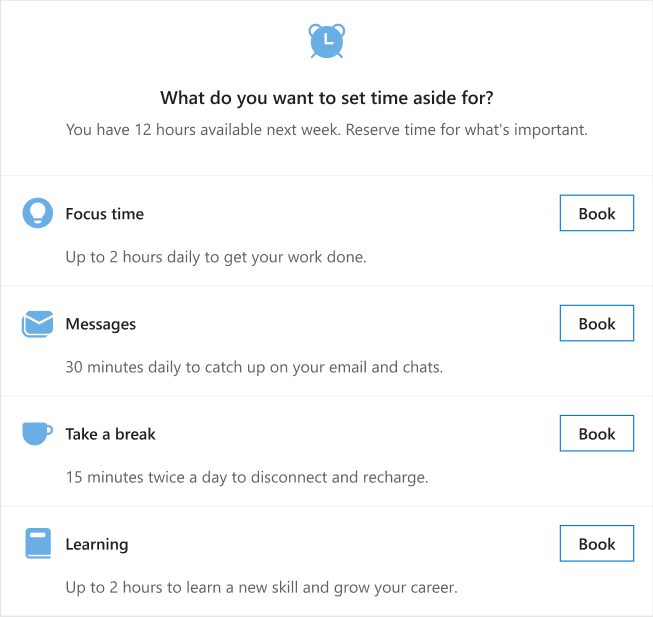 What do you want to set time aside for?
You have 12 hours available next week. Reserve time for what's important.
Focus time
Book
Up to 2 hours daily to get your work done.
Messages
Book
30 minutes daily to catch up on your email and chats.
Take a break
Book
15 minutes twice a day to disconnect and recharge.
Learning
Book
Up to 2 hours to learn a new skill and grow your career.